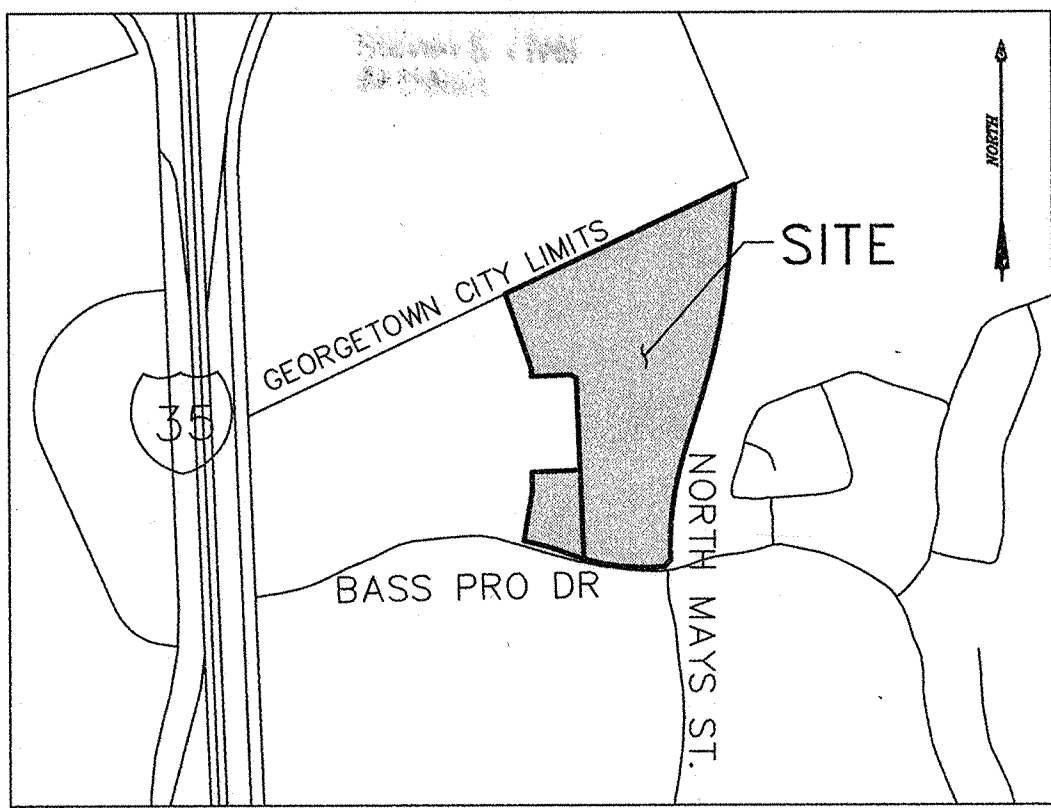 NORTH
SITE
GEORGETOWN CITY LIMITS
35
BASS PRO DR
NORTH MAYS ST.